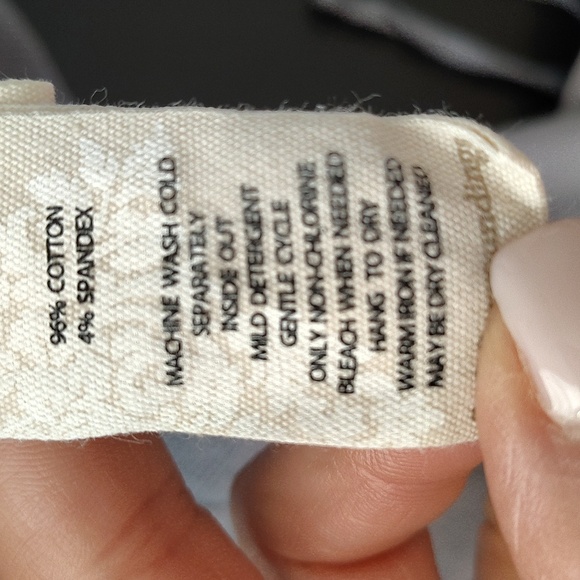 96% COTTON
4% SPANDEX
MACHINE WASH COLD
SEPARATELY
INSIDE OUT
MILD DETERGENT
GENTLE CYCLE
ONLY NON-CHLORINE
BLEACH WHEN NEEDED
HANG TO DRY
WARM IRON IF NEEDED
MAY BE DRY CLEANED